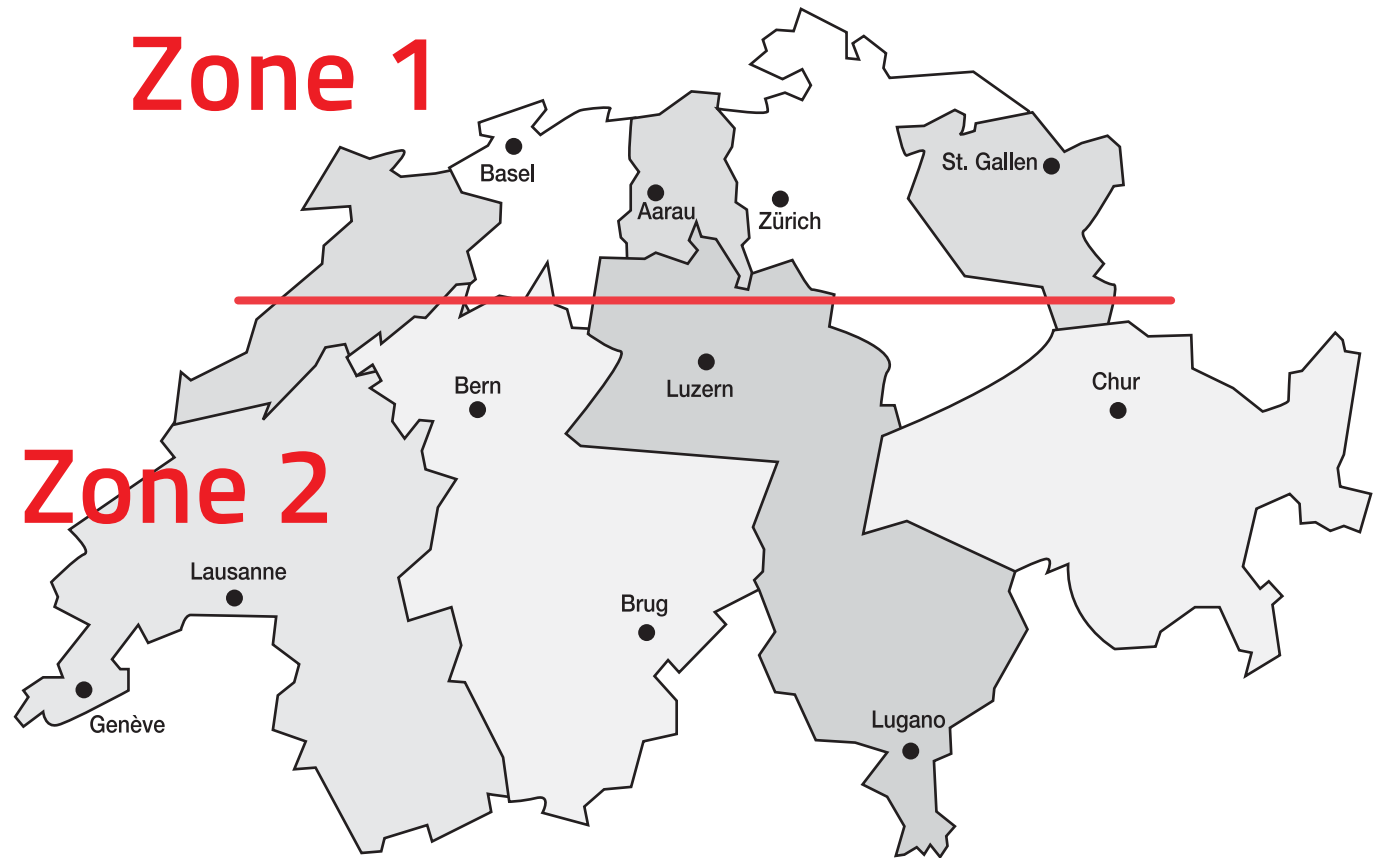 Zone 1
Basel
St. Gallen
Aarau
Zürich
Bern
Luzern
Chur
Zone 2
Lausanne
Brug
Genève
Lugano